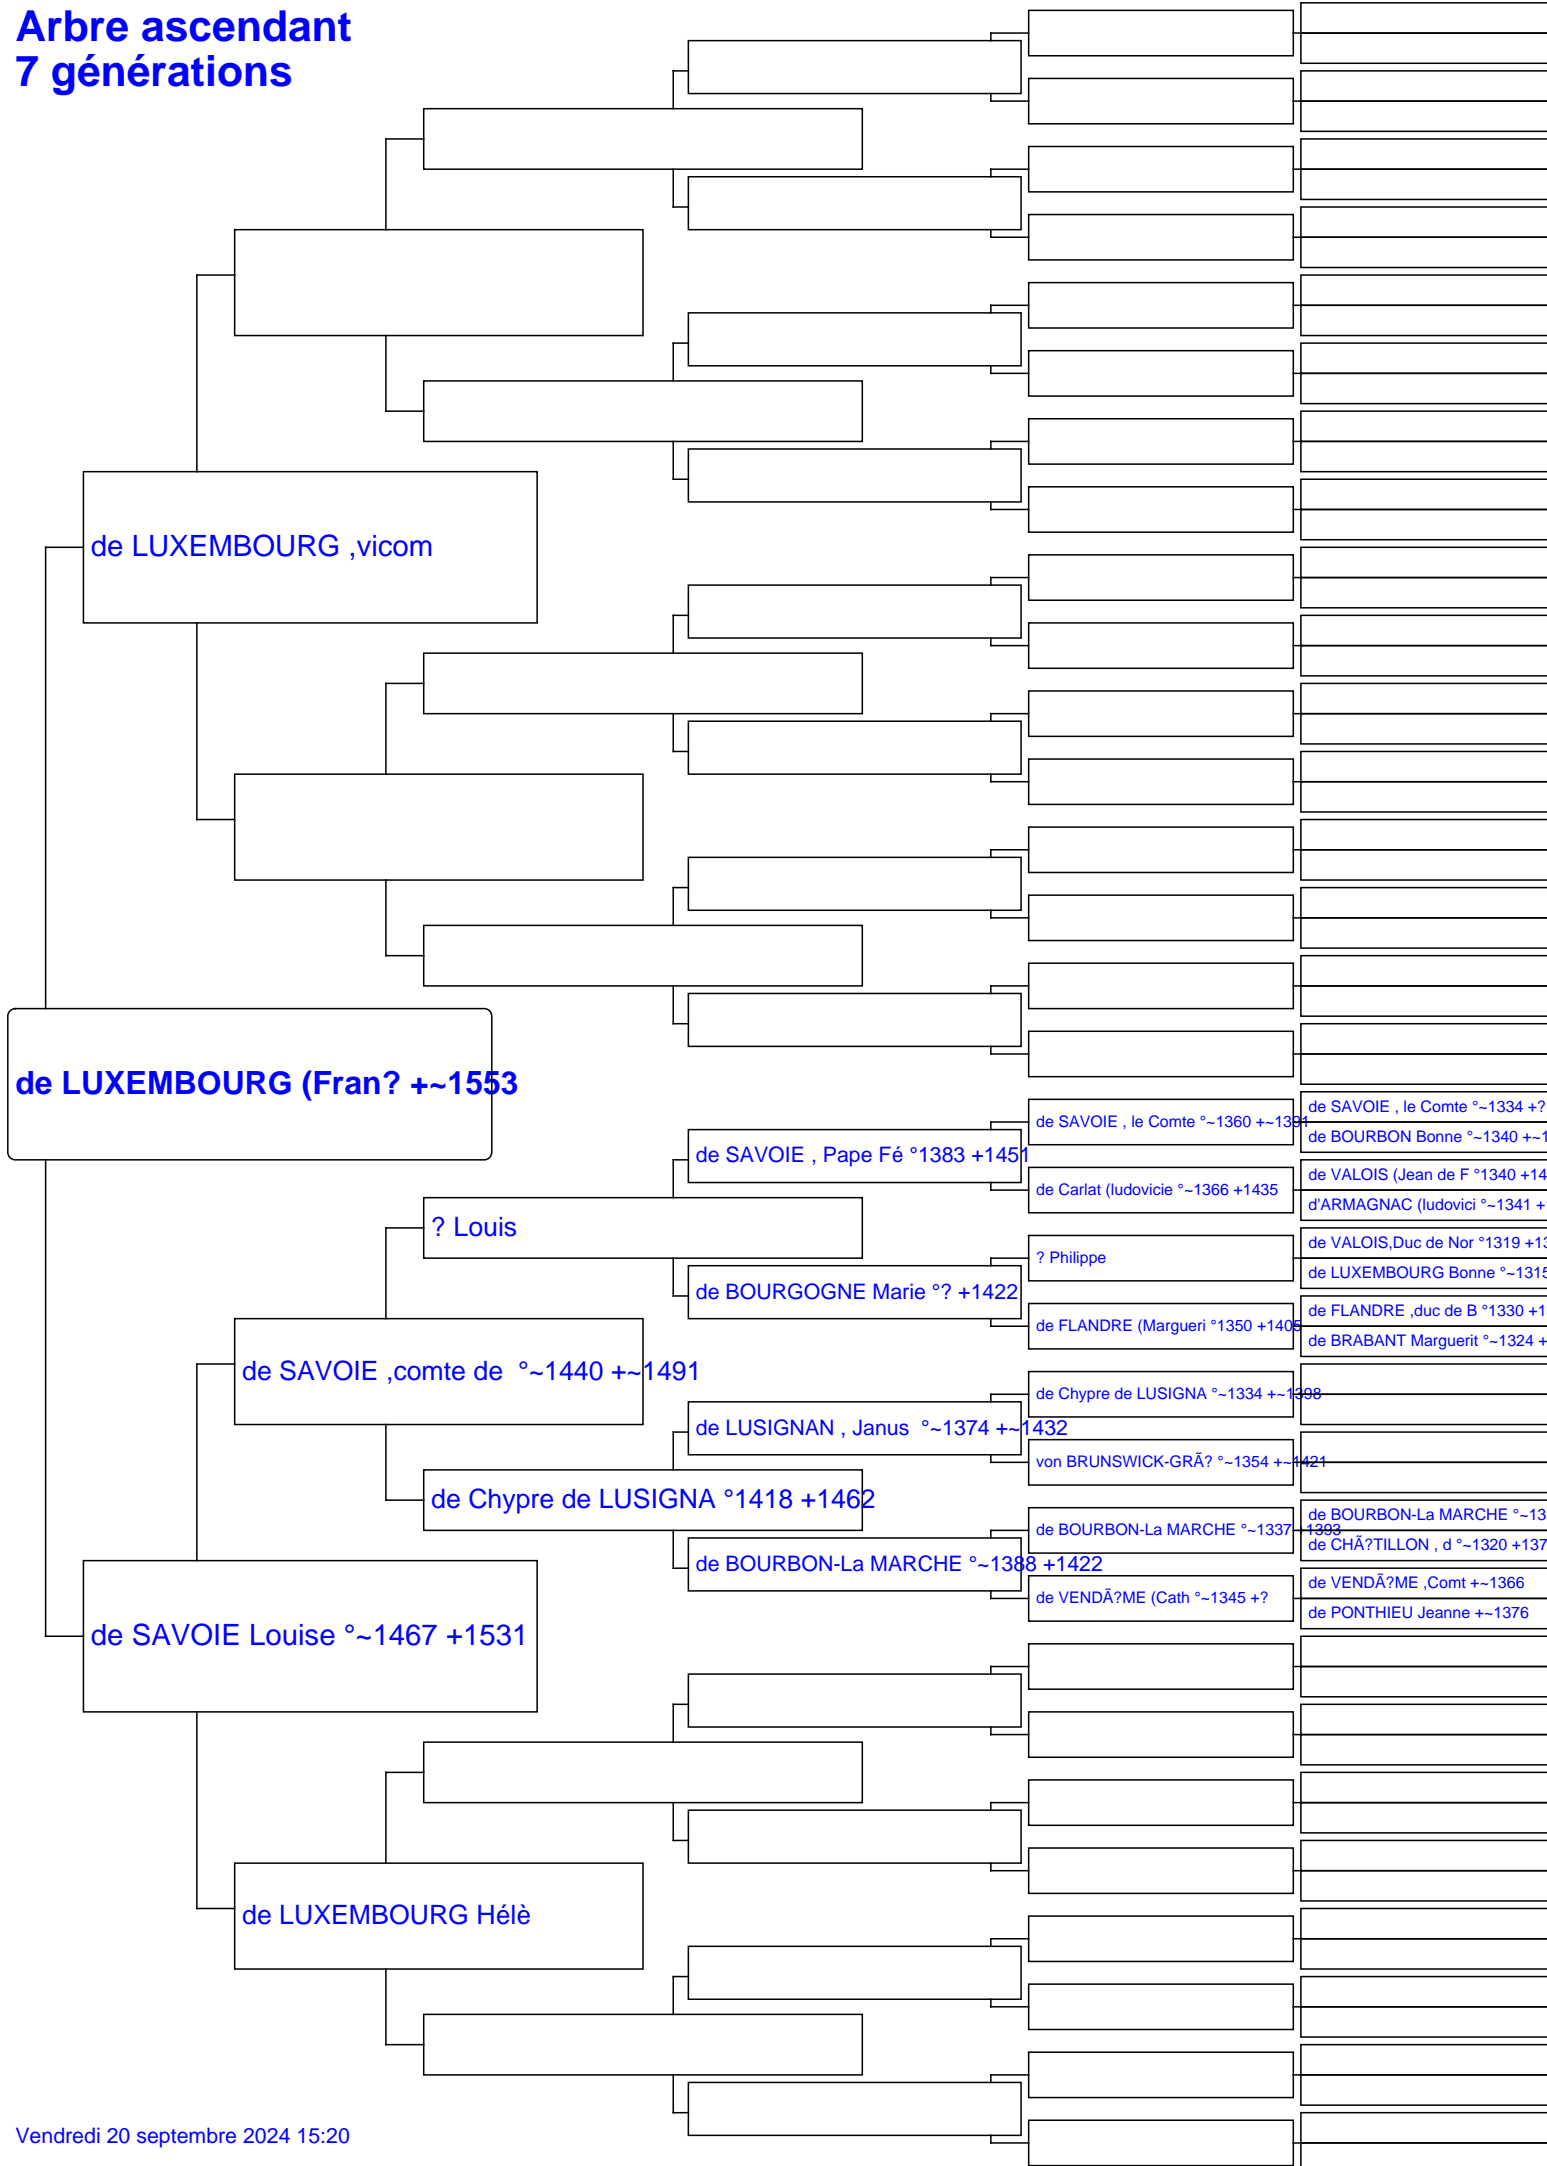 Arbre ascendant
7 générations
de LUXEMBOURG ,vicom
de LUXEMBOURG (Fran? +~1553
de SAVOIE , le Comte °~1334 +?
de SAVOIE , le Comte °~1360 +~1391
de BOURBON Bonne °~1340 +~1
de SAVOIE , Pape Fé °1383 +1451
de VALOIS (Jean de F °1340 +14
de Carlat (ludovicie °~1366 +1435
d'ARMAGNAC (ludovici °~1341 +
? Louis
de VALOIS,Duc de Nor °1319 +13
? Philippe
de LUXEMBOURG Bonne °~1315
de BOURGOGNE Marie °? +1422
de FLANDRE ,duc de B °1330 +1
de FLANDRE (Margueri °1350 +1405
de BRABANT Marguerit °~1324 +
de SAVOIE ,comte de °~1440 +~1491
de Chypre de LUSIGNA °~1334 +~1398
de LUSIGNAN , Janus °~1374 +~1432
von BRUNSWICK-GRÃ? °~1354 +~1421
de Chypre de LUSIGNA °1418 +1462
de BOURBON-La MARCHE °~13
de BOURBON-La MARCHE °~1337 +1393
de CHÃ?TILLON , d °~1320 +137
de BOURBON-La MARCHE °~1388 +1422
de VENDÃ?ME ,Comt +~1366
de VENDÃ?ME (Cath °~1345 +?
de PONTHIEU Jeanne +~1376
de SAVOIE Louise °~1467 +1531
de LUXEMBOURG Hélè
Vendredi 20 septembre 2024 15:20